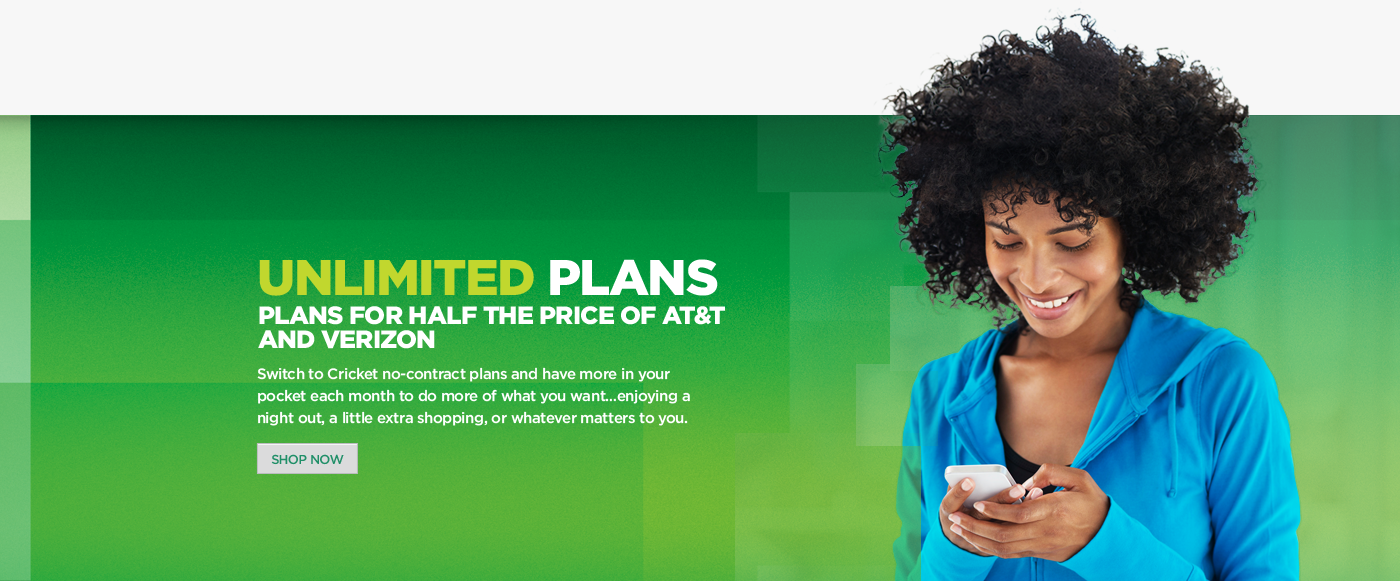 UNLIMITED PLANS
PLANS FOR HALF THE PRICE OF AT&T
AND VERIZON
Switch to Cricket no-contract plans and have more in your
pocket each month to do more of what you want...enjoying a
night out, a little extra shopping, or whatever matters to you.
SHOP NOW